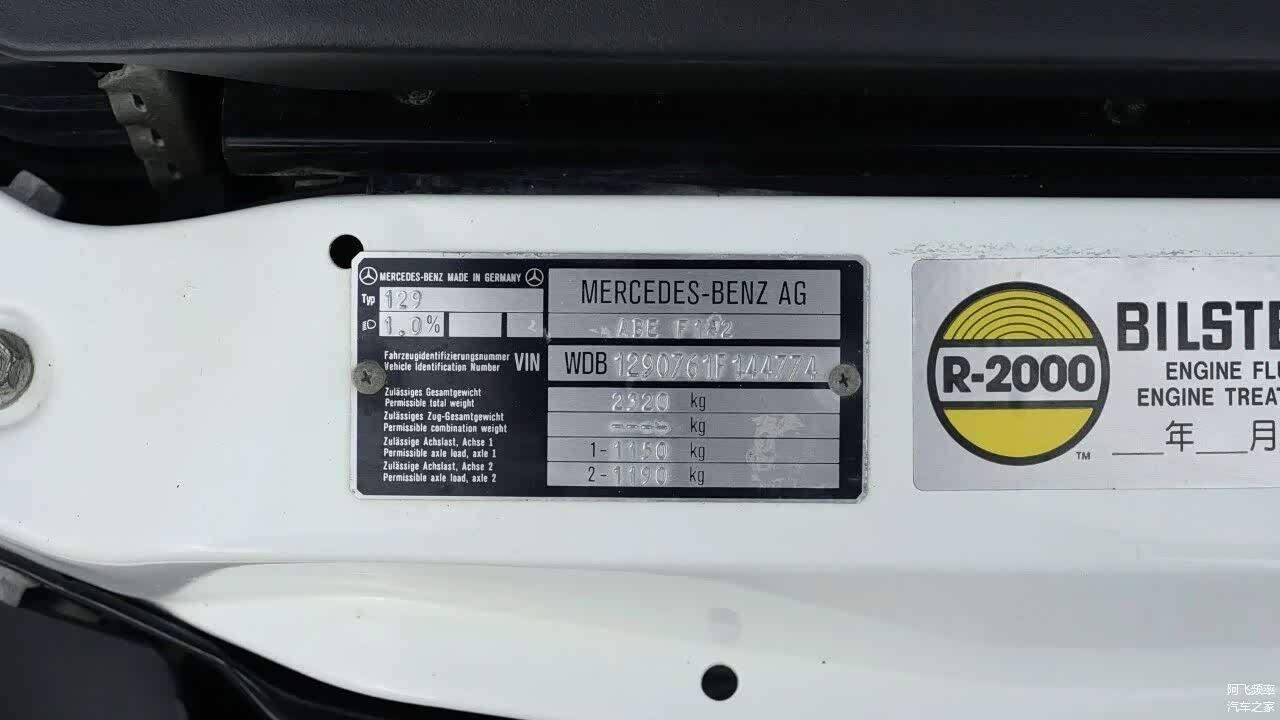 MERCEDES-BENZ MADE IN GERMANY
Typ 129
1.0%
MERCEDES-BENZ AG
ABE F192
Fahrzeugidentifizierungsnummer
Vehicle Identification Number
VIN
WDB 1290761F144774
Zulässiges Gesamtgewicht
Permissible total weight
2320 kg
Zulässiges Zug-Gesamtgewicht
Permissible combination weight
--- kg
Zulässige Achslast, Achse 1
Permissible axle load, axle 1
1-1150 kg
Zulässige Achslast, Achse 2
Permissible axle load, axle 2
2-1190 kg
R-2000
TM
BILSTE
ENGINE FLU
ENGINE TREA
年 月
阿飞频率
汽车之家